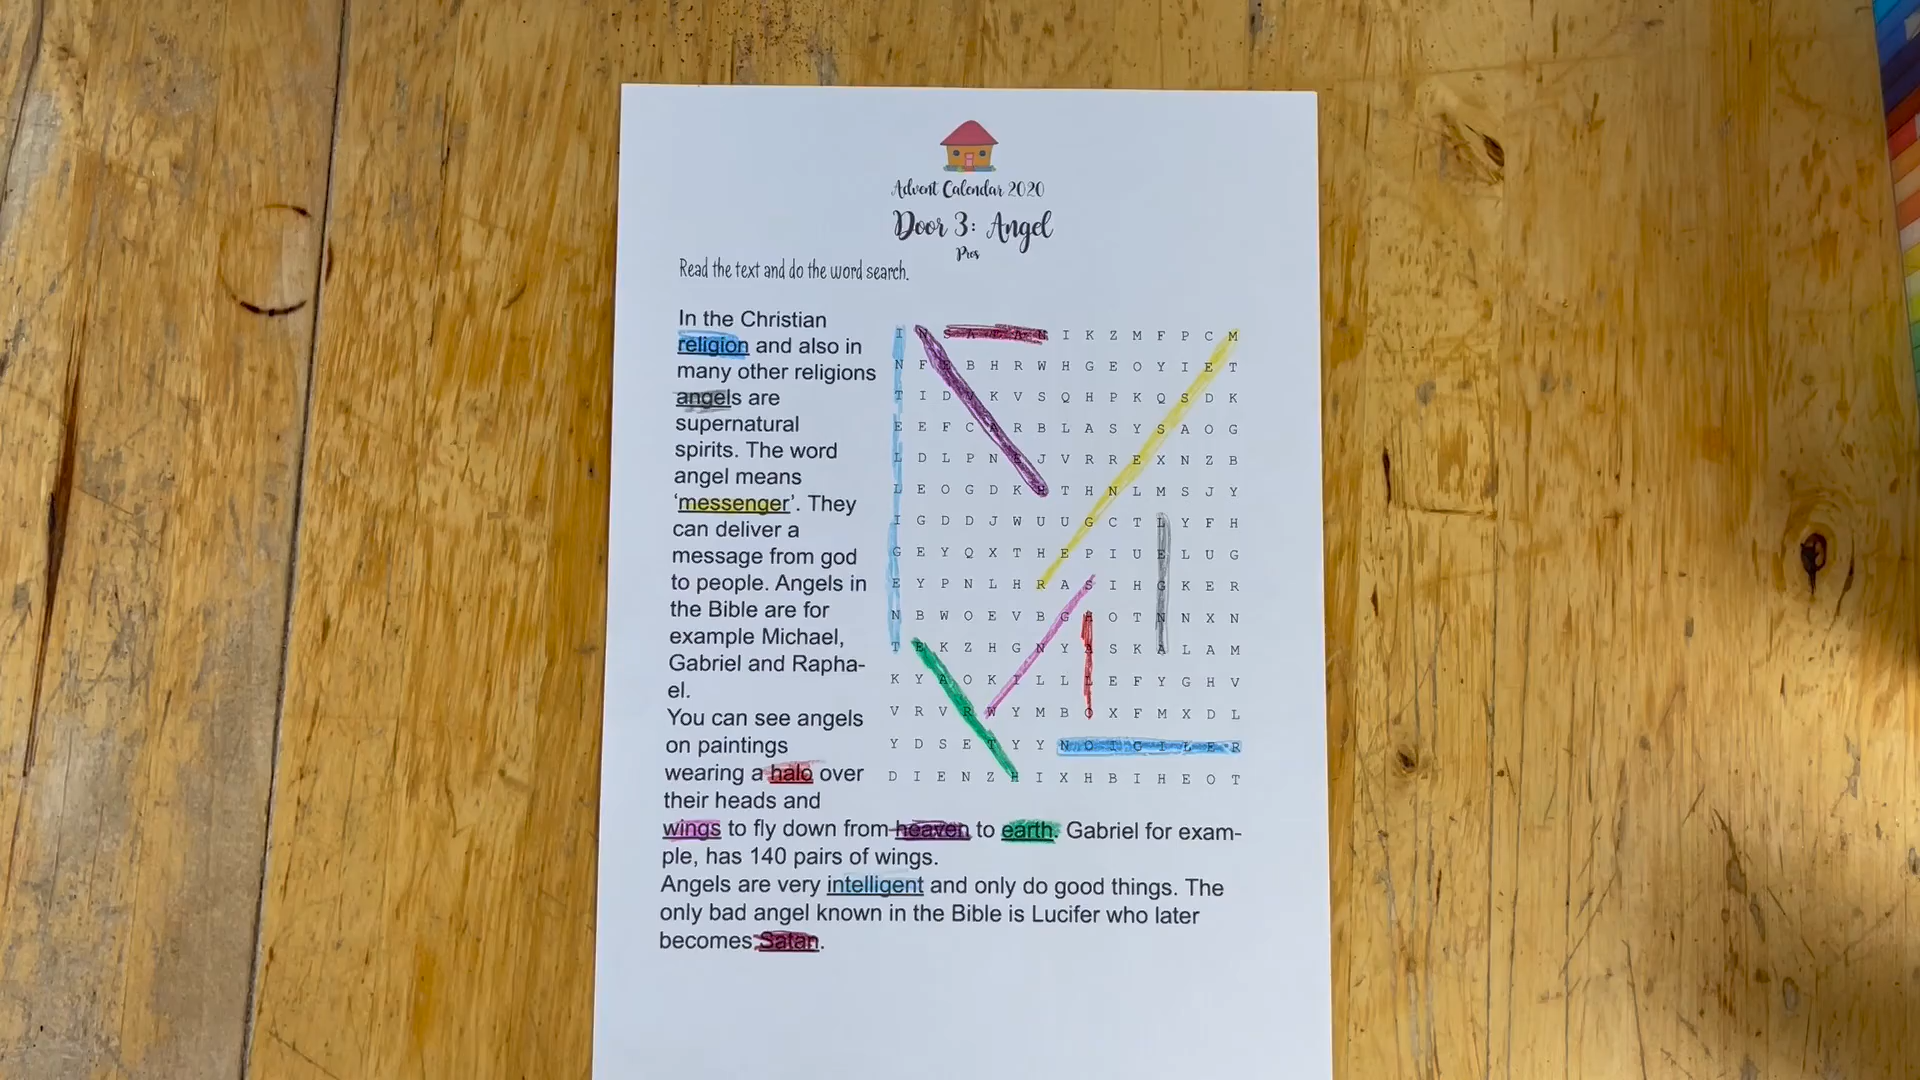 Advent Calendar 2020
Door 3: Angel
Pros
Read the text and do the word search.
In the Christian
religion and also in
many other religions
angels are
supernatural
spirits. The word
angel means
‘messenger’. They
can deliver a
message from god
to people. Angels in
the Bible are for
example Michael,
Gabriel and Rapha-
el.
You can see angels
on paintings
wearing a halo over
their heads and
wings to fly down from heaven to earth. Gabriel for exam-
ple, has 140 pairs of wings.
Angels are very intelligent and only do good things. The
only bad angel known in the Bible is Lucifer who later
becomes Satan.
I N S A T A N I K Z M F P C M
N F E B H R W H G E O Y I E T
T I D V K V S Q H P K Q S D K
E E F C A R B L A S Y S A O G
L D L P N E J V R R E X N Z B
L E O G D K H T H N L M S J Y
I G D D J W U U G C T L Y F H
G E Y Q X T H E P I U E L U G
E Y P N L H R A S I H G K E R
N B W O E V B G H O T N N X N
T E K Z H G N Y A S K A L A M
K Y A O K I L L L E F Y G H V
V R V R W Y M B O X F M X D L
Y D S E T Y Y N O I G I L E R
D I E N Z H I X H B I H E O T